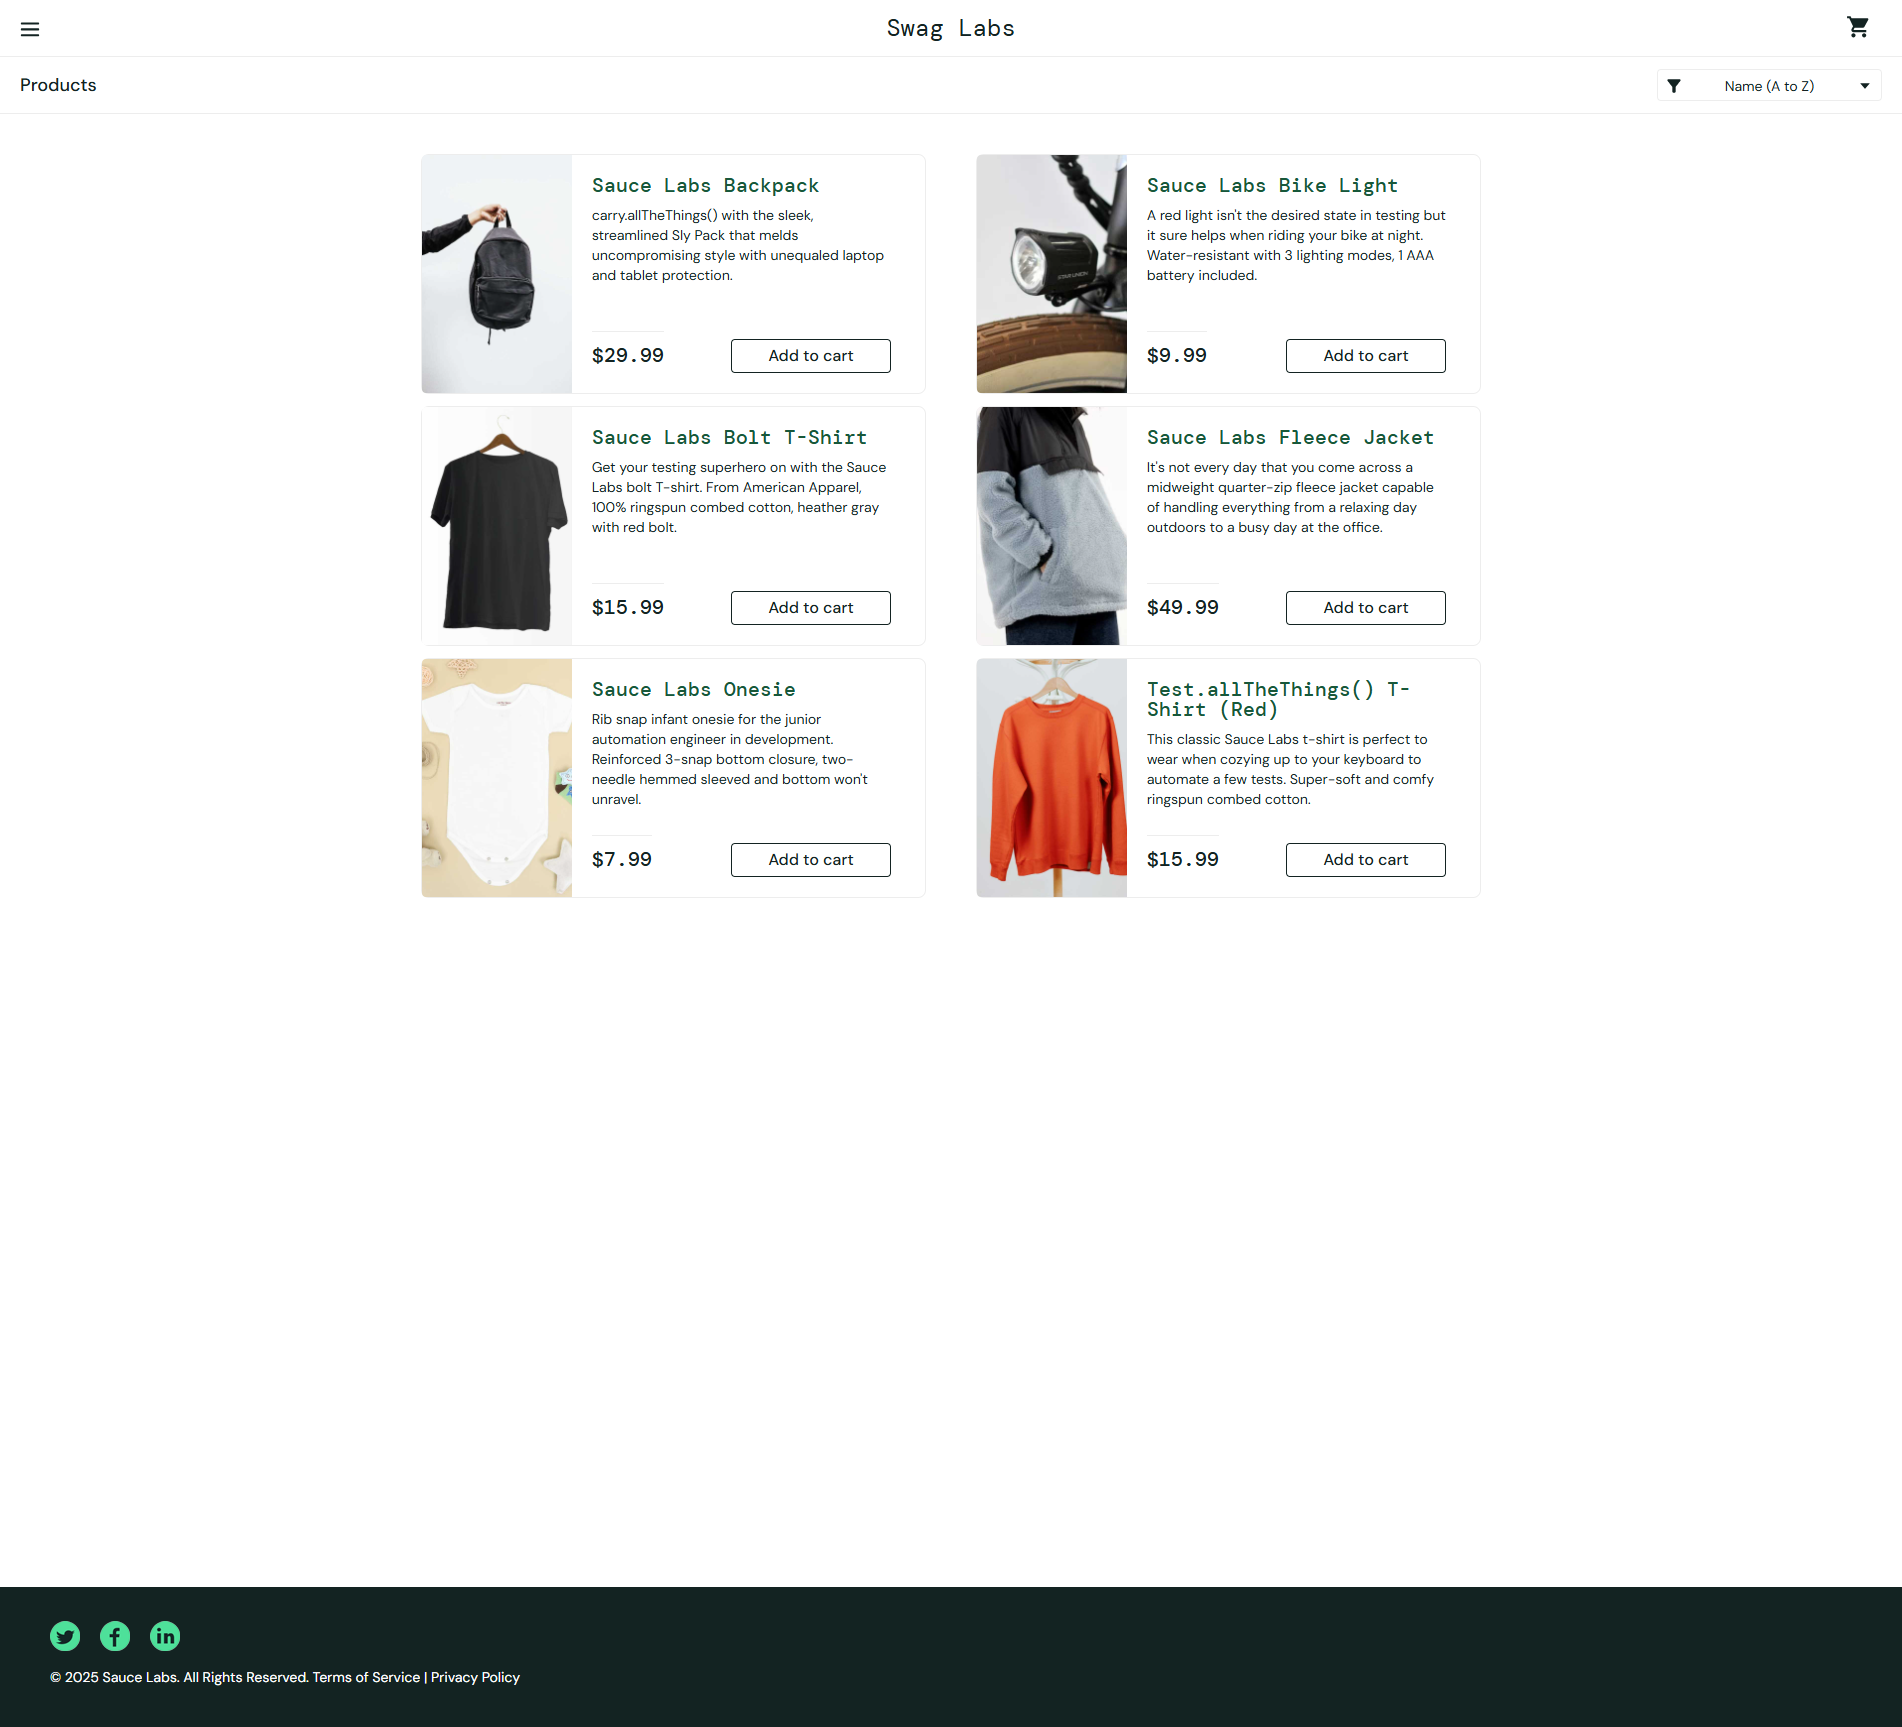 Swag Labs
Products
Name (A to Z)
Sauce Labs Backpack
carry.allTheThings() with the sleek,
streamlined Sly Pack that melds
uncompromising style with unequaled laptop
and tablet protection.
$29.99
Add to cart
Sauce Labs Bike Light
A red light isn't the desired state in testing but
it sure helps when riding your bike at night.
Water-resistant with 3 lighting modes, 1 AAA
battery included.
$9.99
Add to cart
Sauce Labs Bolt T-Shirt
Get your testing superhero on with the Sauce
Labs bolt T-shirt. From American Apparel,
100% ringspun combed cotton, heather gray
with red bolt.
$15.99
Add to cart
Sauce Labs Fleece Jacket
It's not every day that you come across a
midweight quarter-zip fleece jacket capable
of handling everything from a relaxing day
outdoors to a busy day at the office.
$49.99
Add to cart
Sauce Labs Onesie
Rib snap infant onesie for the junior
automation engineer in development.
Reinforced 3-snap bottom closure, two-
needle hemmed sleeved and bottom won't
unravel.
$7.99
Add to cart
Test.allTheThings() T-
Shirt (Red)
This classic Sauce Labs t-shirt is perfect to
wear when cozying up to your keyboard to
automate a few tests. Super-soft and comfy
ringspun combed cotton.
$15.99
Add to cart
© 2025 Sauce Labs. All Rights Reserved. Terms of Service | Privacy Policy